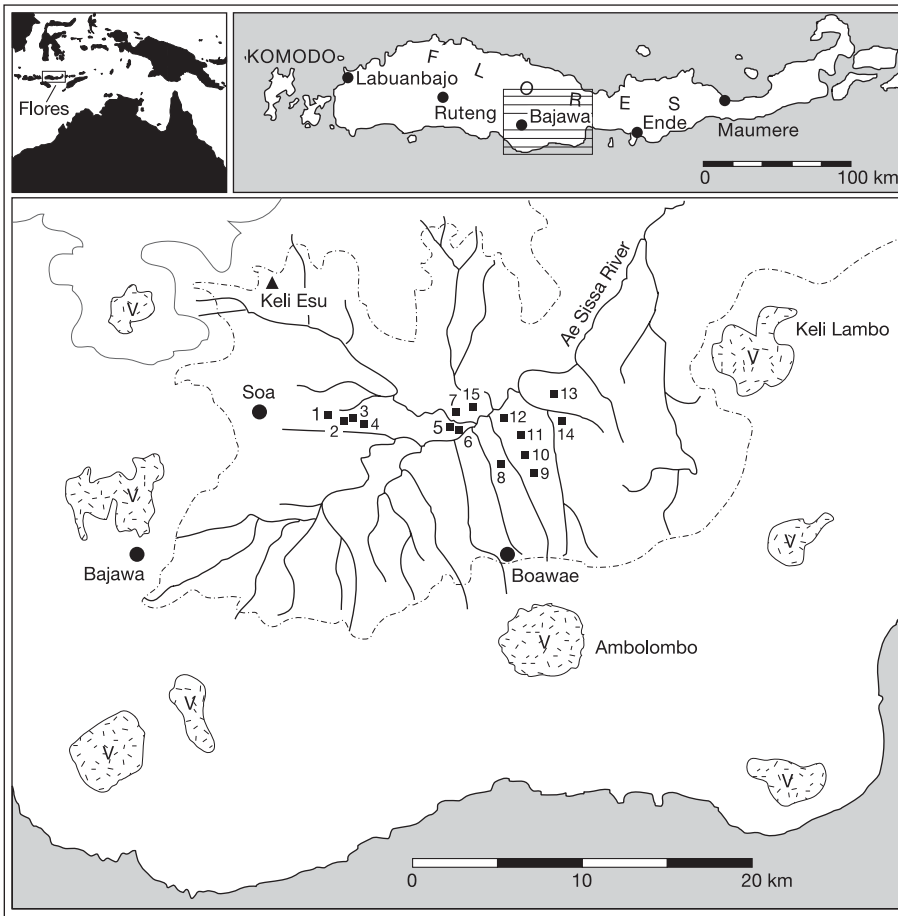 Flores
KOMODO
F L O R E S
Labuanbajo
Ruteng
Bajawa
Ende
Maumere
0 100 km
Ae Sissa River
Keli Esu
V
Keli Lambo
V
Soa
1 2 3 4 5 6 7 15 12 11 10 9 8 13 14
V
Bajawa
V
Boawae
V
Ambolombo
V
V
V
0 10 20 km